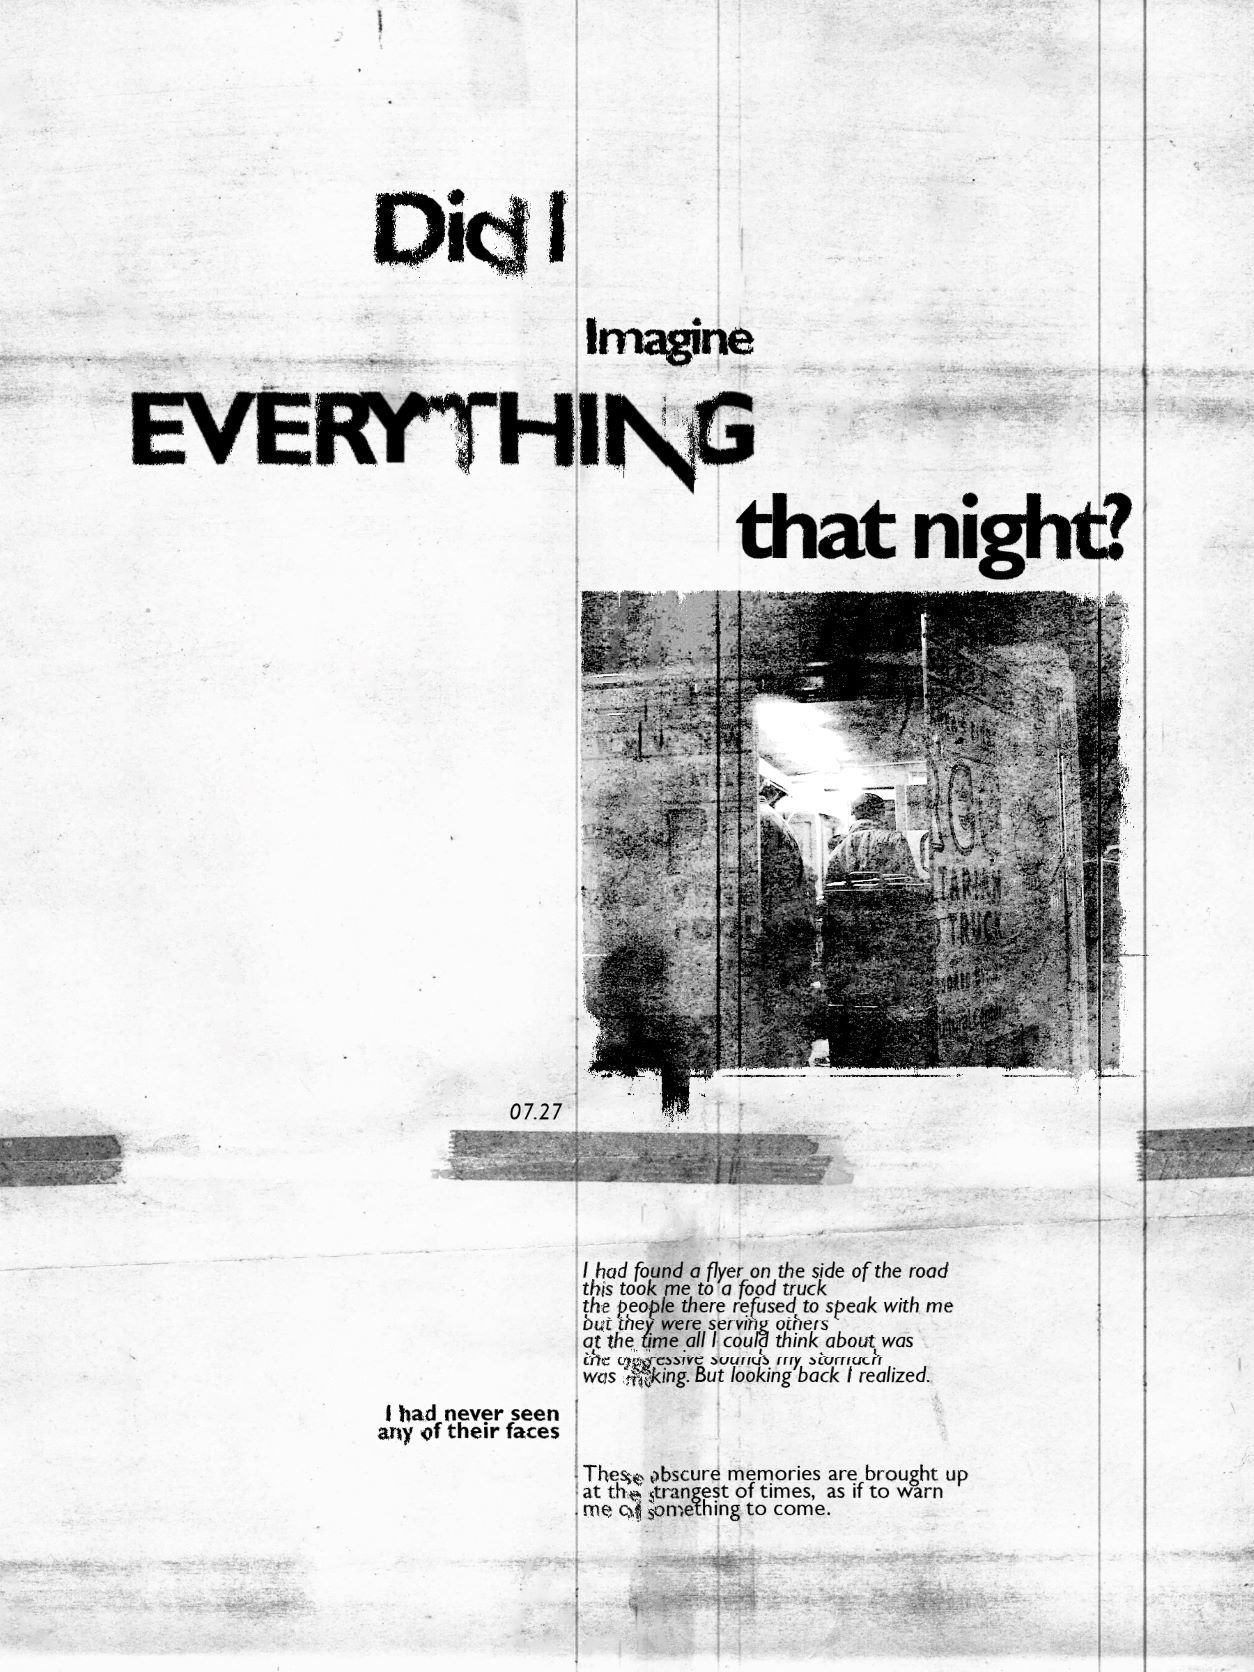 Did I
Imagine
EVERYTHING
that night?
TARIAN
TRUCK
07.27
I had found a flyer on the side of the road
this took me to a food truck
the people there refused to speak with me
but they were serving others
at the time all I could think about was
the aggressive sounds my stomach
was making. But looking back I realized.
I had never seen
any of their faces
These obscure memories are brought up
at the strangest of times, as if to warn
me of something to come.